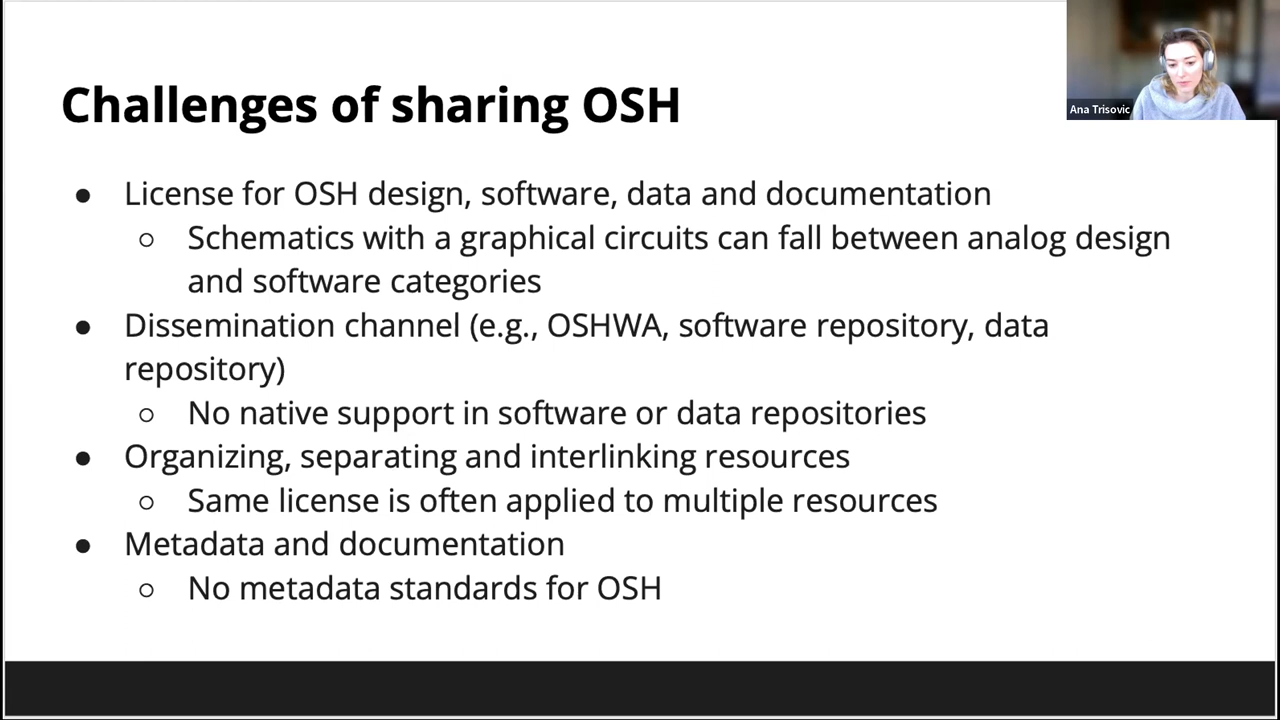 Challenges of sharing OSH
Ana Trisovic
● License for OSH design, software, data and documentation
○ Schematics with a graphical circuits can fall between analog design
and software categories
● Dissemination channel (e.g., OSHWA, software repository, data
repository)
○ No native support in software or data repositories
● Organizing, separating and interlinking resources
○ Same license is often applied to multiple resources
● Metadata and documentation
○ No metadata standards for OSH